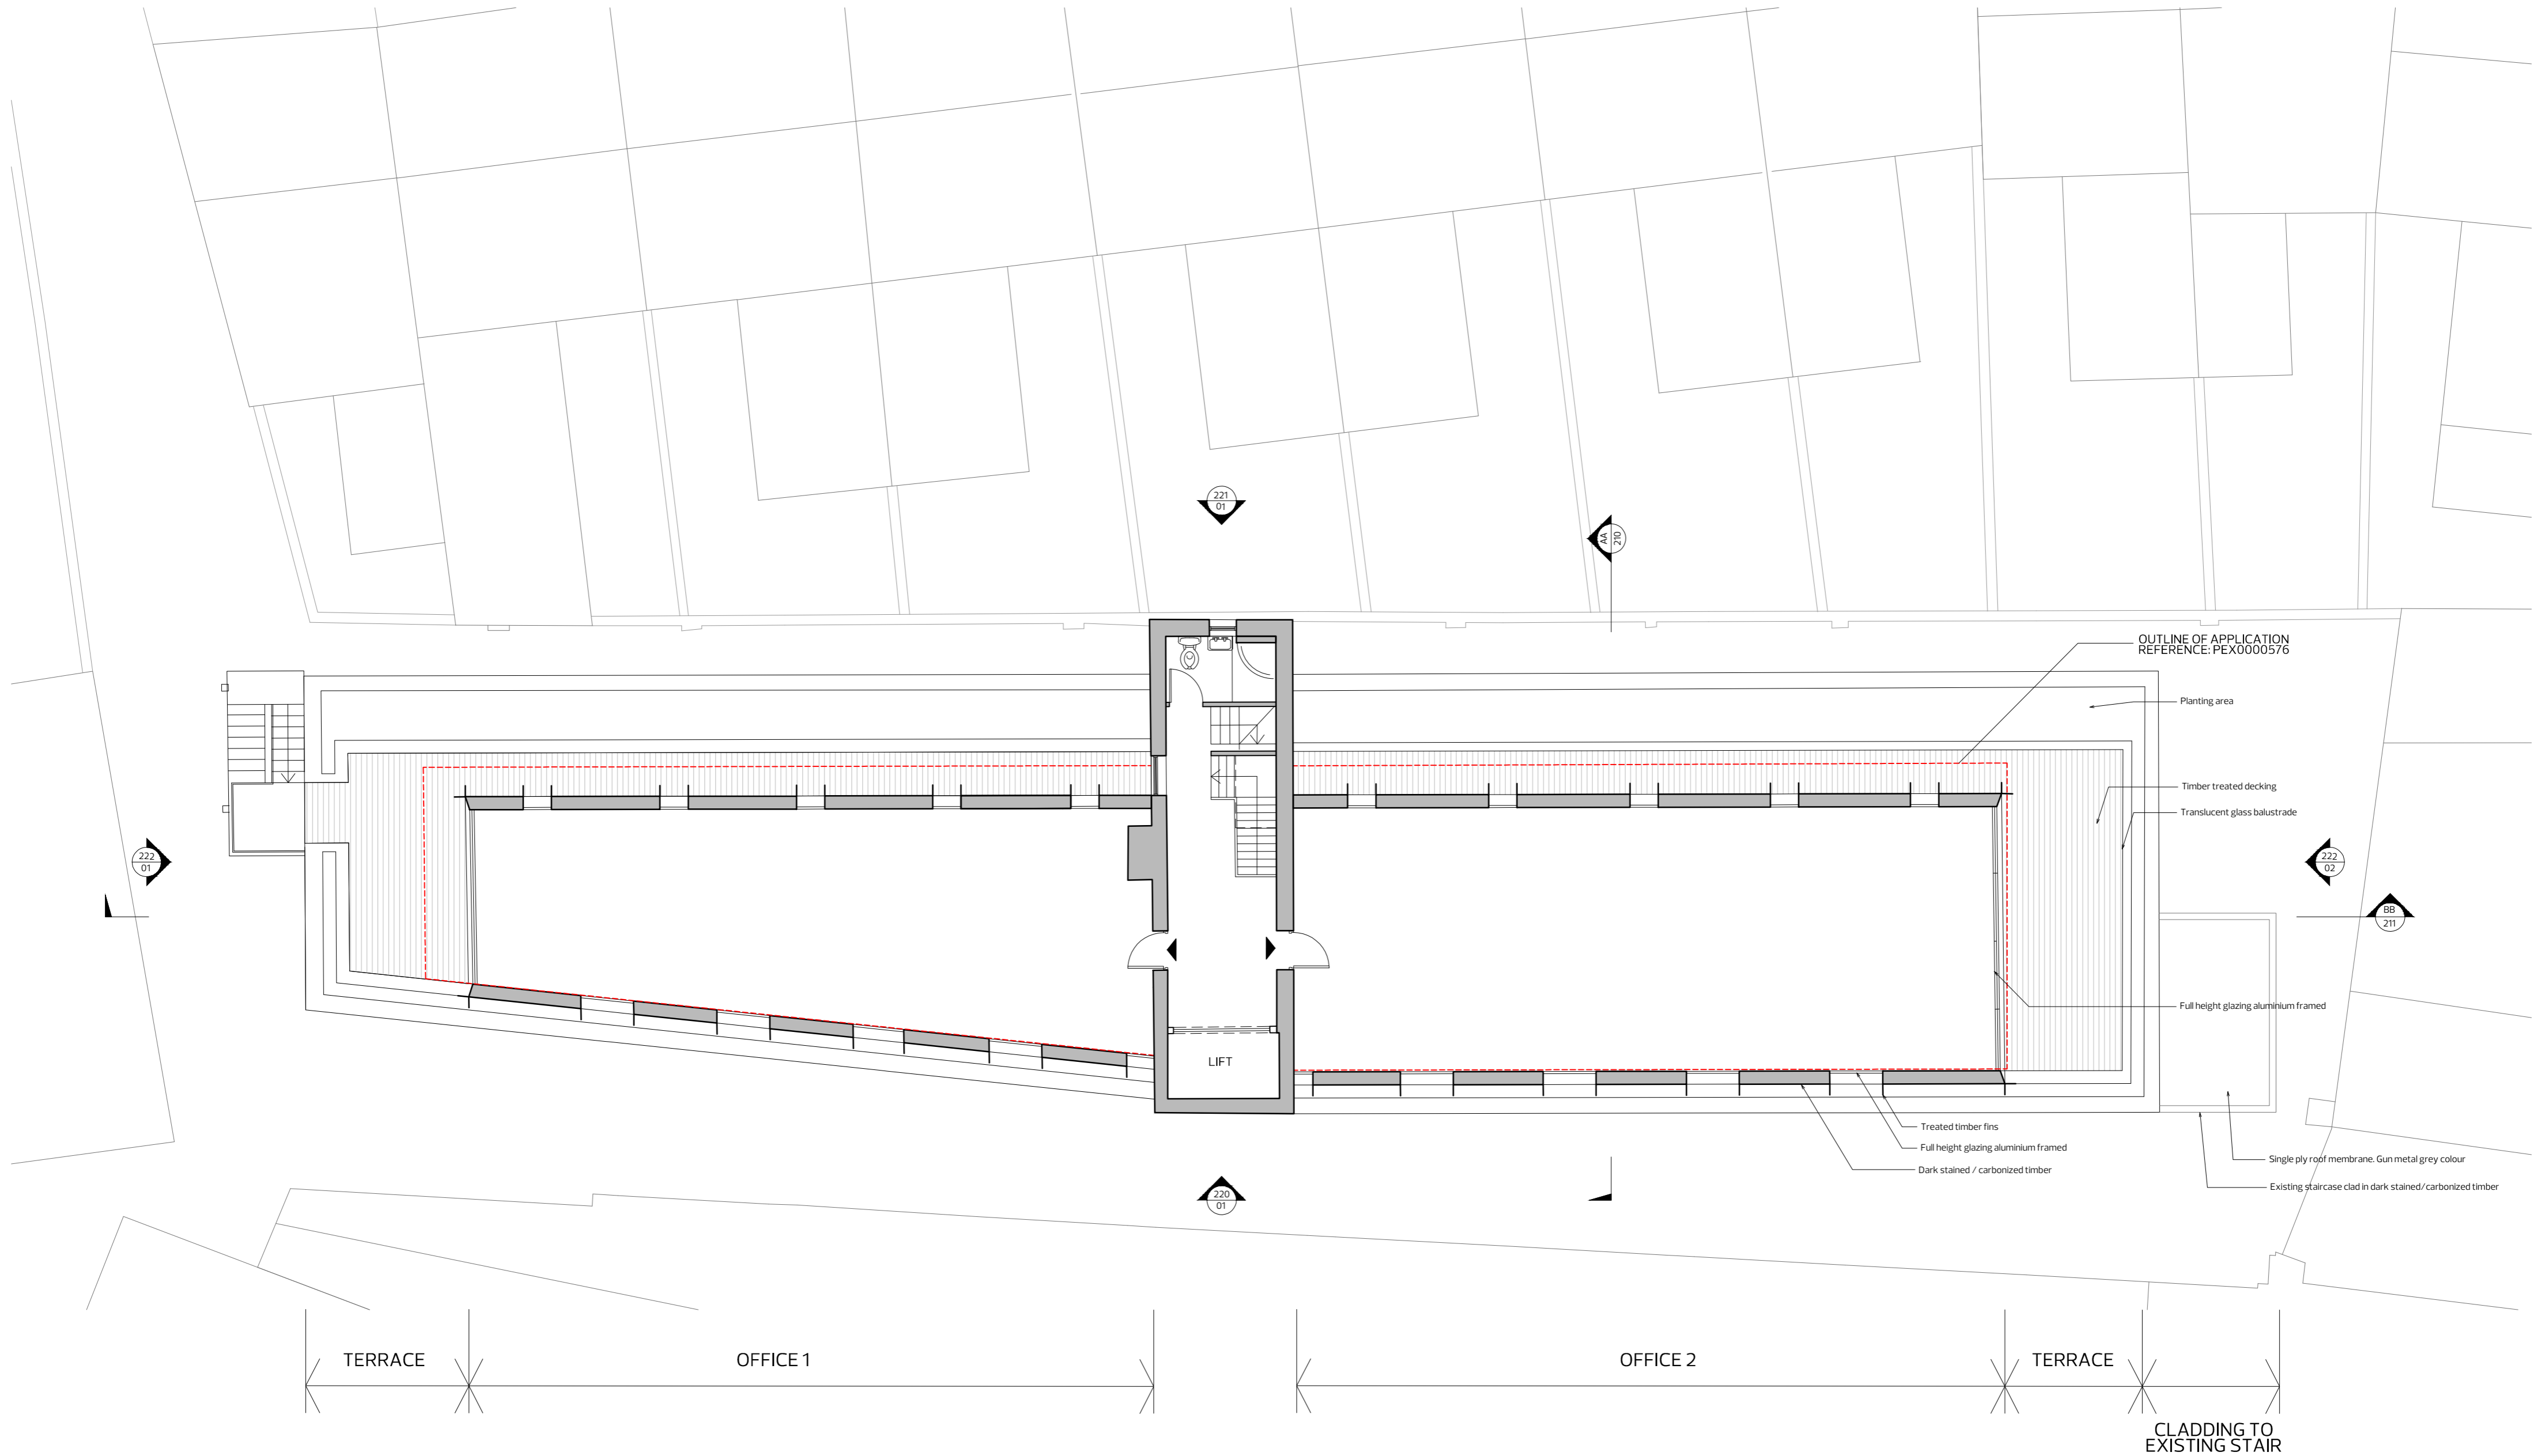 221
01
AA
210
OUTLINE OF APPLICATION
REFERENCE: PEX0000576
Planting area
Timber treated decking
Translucent glass balustrade
222
01
222
02
BB
211
Full height glazing aluminium framed
LIFT
Treated timber fins
Full height glazing aluminium framed
Dark stained / carbonized timber
Single ply roof membrane. Gun metal grey colour
Existing staircase clad in dark stained/carbonized timber
220
01
TERRACE
OFFICE 1
OFFICE 2
TERRACE
CLADDING TO
EXISTING STAIR